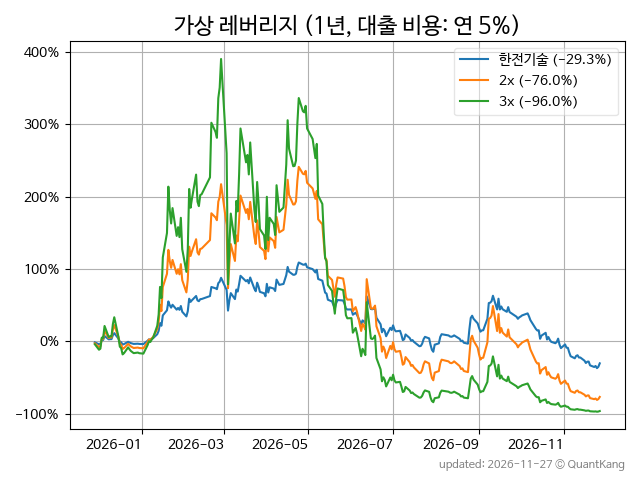 가상 레버리지 (1년, 대출 비용: 연 5%)
한전기술 (-29.3%)
2x (-76.0%)
3x (-96.0%)
400%
300%
200%
100%
0%
-100%
2026-01 2026-03 2026-05 2026-07 2026-09 2026-11
updated: 2026-11-27 © QuantKang